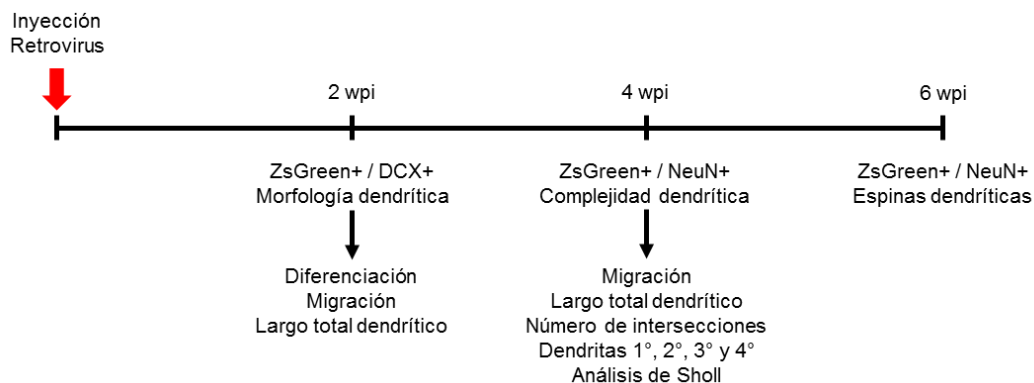 Inyección
Retrovirus
2 wpi
4 wpi
6 wpi
ZsGreen+ / DCX+
Morfología dendrítica
ZsGreen+ / NeuN+
Complejidad dendrítica
ZsGreen+ / NeuN+
Espinas dendríticas
Diferenciación
Migración
Largo total dendrítico
Migración
Largo total dendrítico
Número de intersecciones
Dendritas 1°, 2°, 3° y 4°
Análisis de Sholl